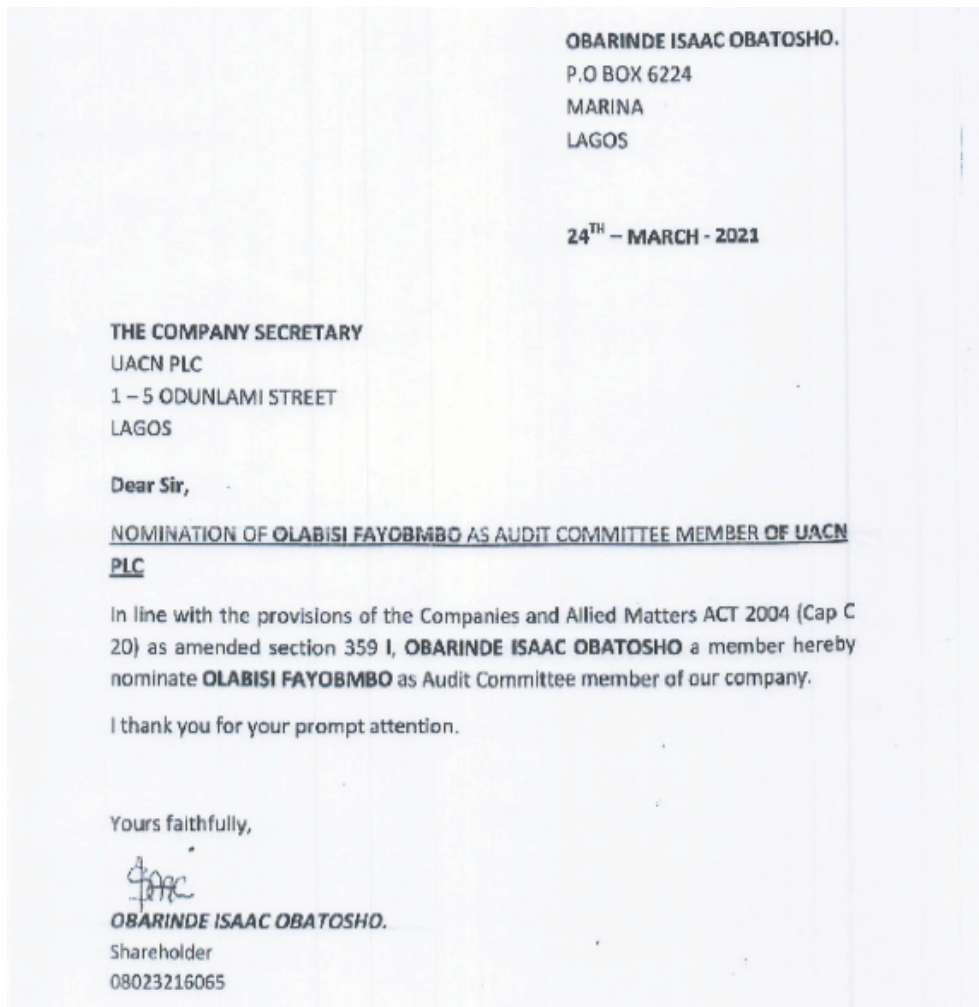 OBARINDE ISAAC OBATOSHO.
P.O BOX 6224
MARINA
LAGOS
24TH – MARCH - 2021
THE COMPANY SECRETARY
UACN PLC
1 – 5 ODUNLAMI STREET
LAGOS
Dear Sir,
NOMINATION OF OLABISI FAYOBMBO AS AUDIT COMMITTEE MEMBER OF UACN
PLC
In line with the provisions of the Companies and Allied Matters ACT 2004 (Cap C
20) as amended section 359 I, OBARINDE ISAAC OBATOSHO a member hereby
nominate OLABISI FAYOBMBO as Audit Committee member of our company.
I thank you for your prompt attention.
Yours faithfully,
OBARINDE ISAAC OBATOSHO.
Shareholder
08023216065